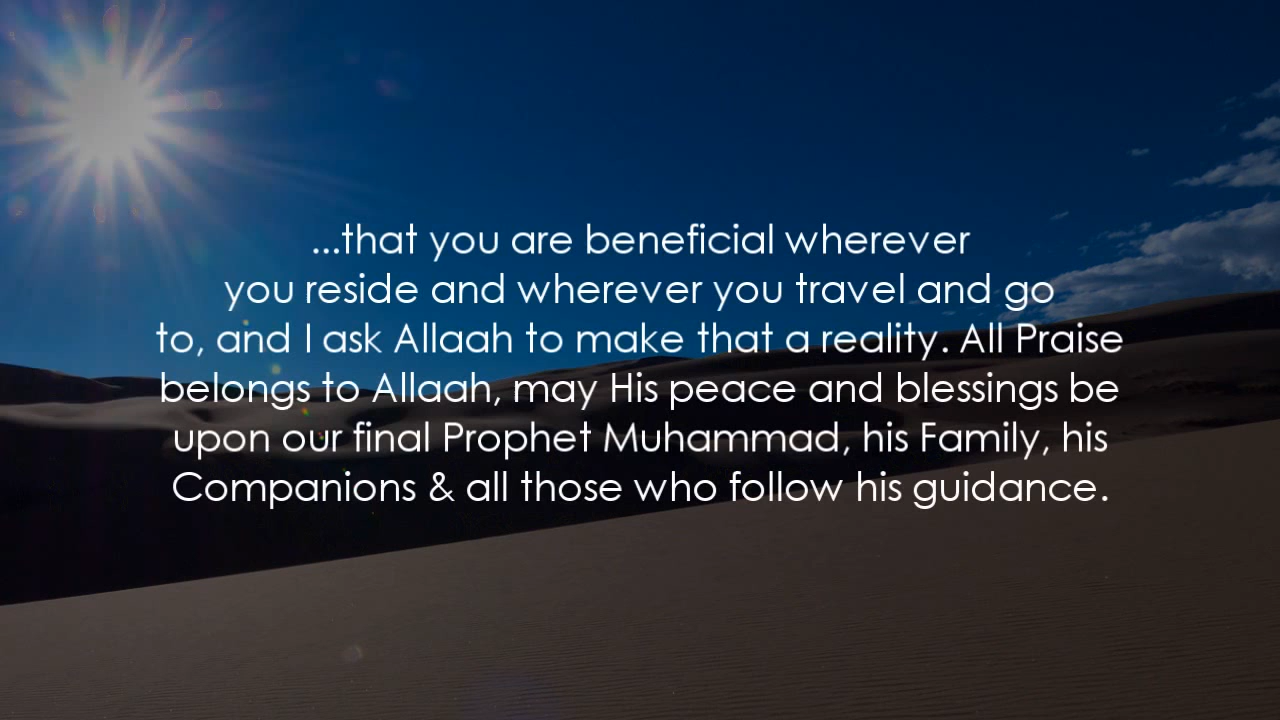 ...that you are beneficial wherever
you reside and wherever you travel and go
to, and I ask Allaah to make that a reality. All Praise
belongs to Allaah, may His peace and blessings be
upon our final Prophet Muhammad, his Family, his
Companions & all those who follow his guidance.